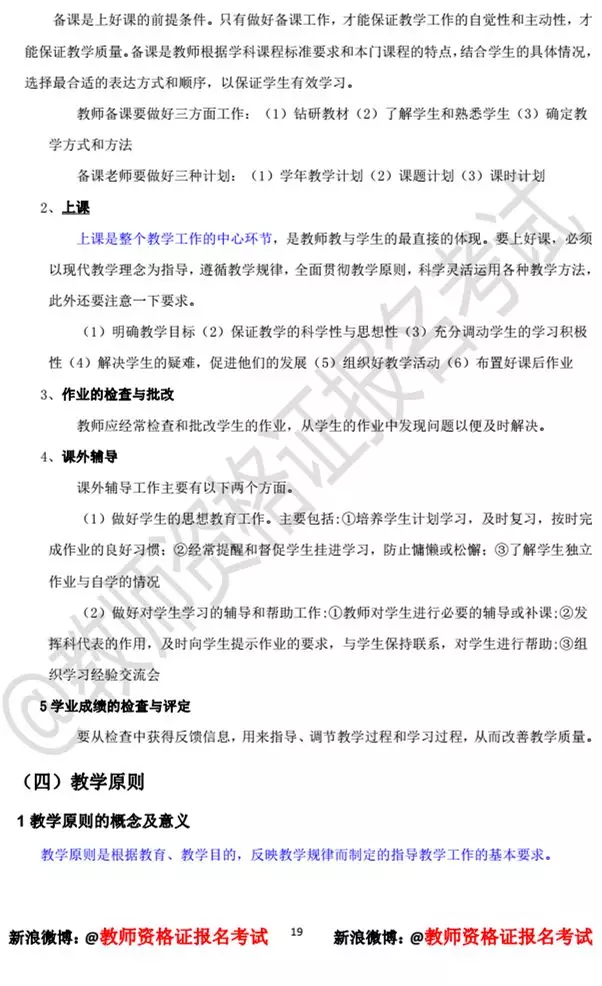 备课是上好课的前提条件。只有做好备课工作，才能保证教学工作的自觉性和主动性，才
能保证教学质量。备课是教师根据学科课程标准要求和本门课程的特点，结合学生的具体情况，
选择最合适的表达方式和顺序，以保证学生有效学习。
教师备课要做好三方面工作：（1）钻研教材（2）了解学生和熟悉学生（3）确定教
学方式和方法
备课老师要做好三种计划：（1）学年教学计划（2）课题计划（3）课时计划
2、上课
上课是整个教学工作的中心环节，是教师教与学生的最直接的体现。要上好课，必须
以现代教学理念为指导，遵循教学规律，全面贯彻教学原则，科学灵活运用各种教学方法，
此外还要注意一下要求。
（1）明确教学目标（2）保证教学的科学性与思想性（3）充分调动学生的学习积极
性（4）解决学生的疑难，促进他们的发展（5）组织好教学活动（6）布置好课后作业
3、作业的检查与批改
教师应经常检查和批改学生的作业，从学生的作业中发现问题以便及时解决。
4、课外辅导
课外辅导工作主要有以下两个方面。
（1）做好学生的思想教育工作。主要包括:①培养学生计划学习，及时复习，按时完
成作业的良好习惯；②经常提醒和督促学生挂进学习，防止慵懒或松懈；③了解学生独立
作业与自学的情况
（2）做好对学生学习的辅导和帮助工作:①教师对学生进行必要的辅导或补课;②发
挥科代表的作用，及时向学生提示作业的要求，与学生保持联系，对学生进行帮助;③组
织学习经验交流会
5 学业成绩的检查与评定
要从检查中获得反馈信息，用来指导、调节教学过程和学习过程，从而改善教学质量。
（四）教学原则
1 教学原则的概念及意义
教学原则是根据教育、教学目的，反映教学规律而制定的指导教学工作的基本要求。
新浪微博：@教师资格证报名考试 19 新浪微博：@教师资格证报名考试
@教师资格证报名考试